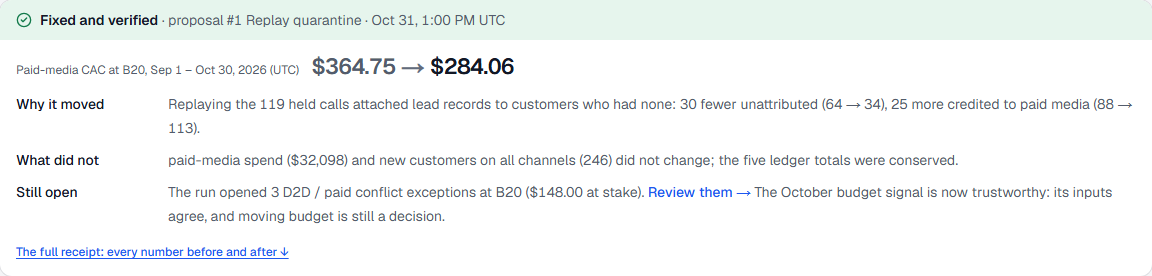 Fixed and verified · proposal #1 Replay quarantine · Oct 31, 1:00 PM UTC
Paid-media CAC at B20, Sep 1 – Oct 30, 2026 (UTC) $364.75 → $284.06
Why it moved Replaying the 119 held calls attached lead records to customers who had none: 30 fewer unattributed (64 → 34), 25 more credited to paid media (88 →
113).
What did not paid-media spend ($32,098) and new customers on all channels (246) did not change; the five ledger totals were conserved.
Still open The run opened 3 D2D / paid conflict exceptions at B20 ($148.00 at stake). Review them → The October budget signal is now trustworthy: its inputs
agree, and moving budget is still a decision.
The full receipt: every number before and after ↓